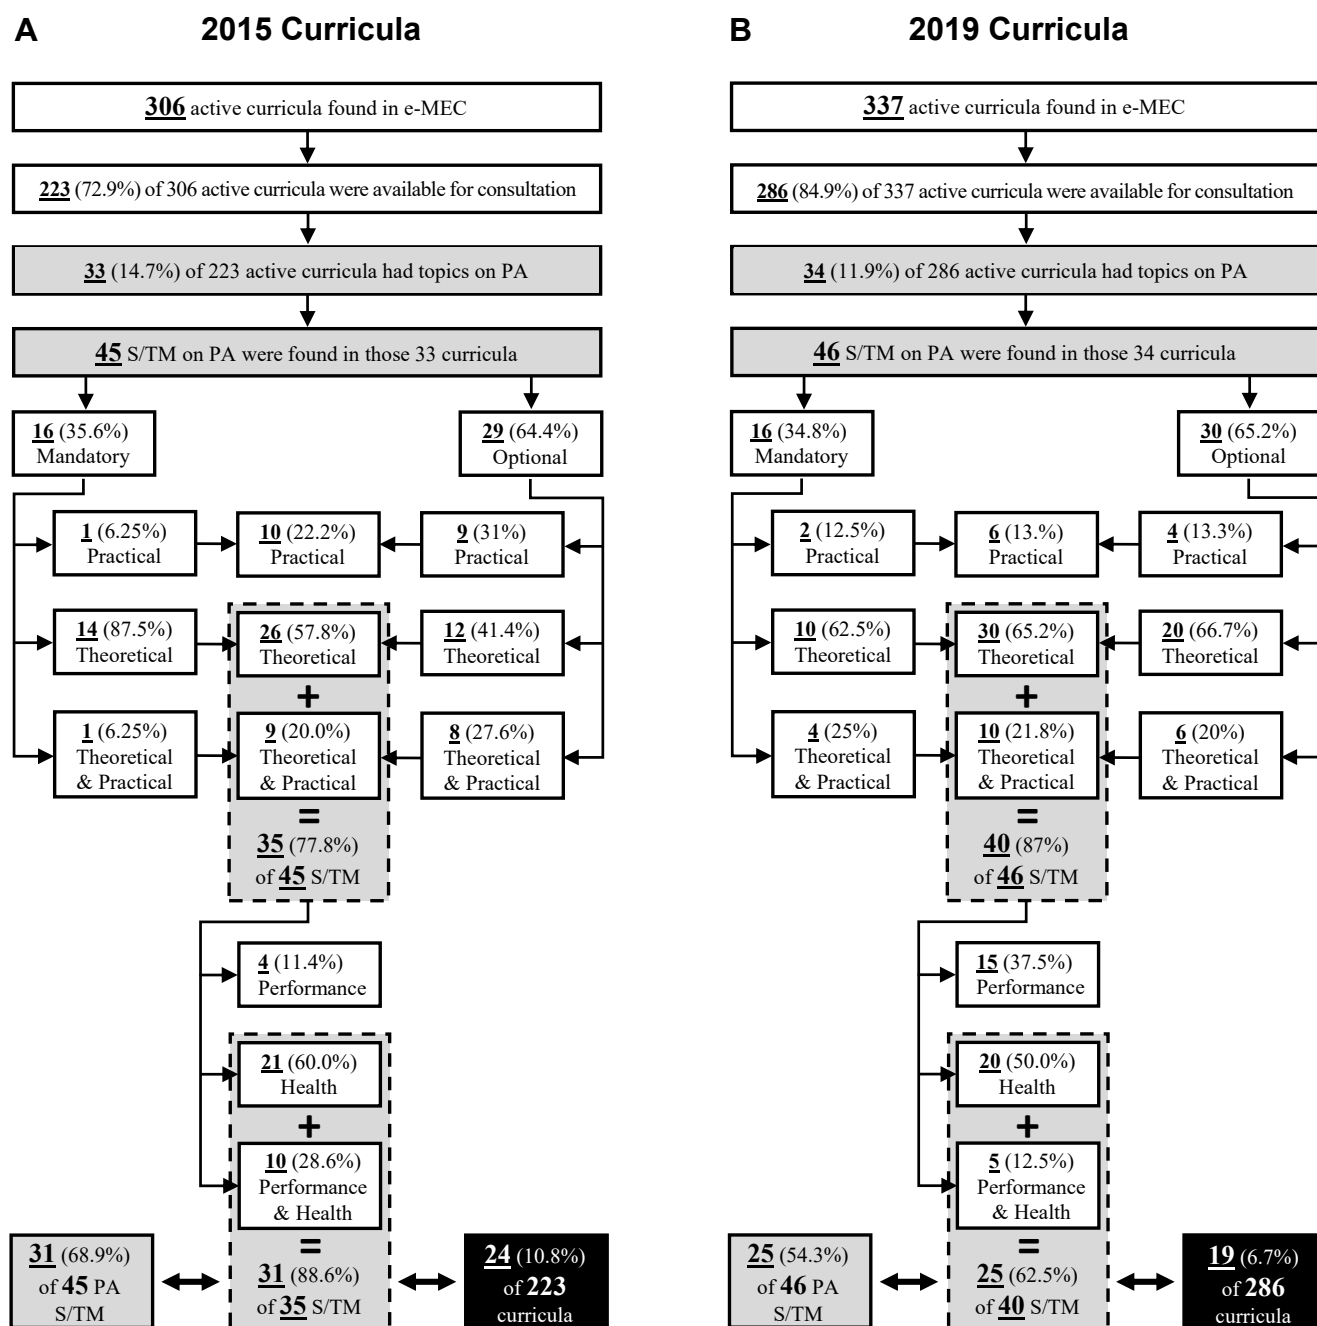 A 2015 Curricula
306 active curricula found in e-MEC
223 (72.9%) of 306 active curricula were available for consultation
33 (14.7%) of 223 active curricula had topics on PA
45 S/TM on PA were found in those 33 curricula
16 (35.6%)
Mandatory
29 (64.4%)
Optional
1 (6.25%)
Practical
10 (22.2%)
Practical
9 (31%)
Practical
14 (87.5%)
Theoretical
26 (57.8%)
Theoretical
12 (41.4%)
Theoretical
+
1 (6.25%)
Theoretical
& Practical
9 (20.0%)
Theoretical
& Practical
8 (27.6%)
Theoretical
& Practical
=
35 (77.8%)
of 45 S/TM
4 (11.4%)
Performance
21 (60.0%)
Health
+
10 (28.6%)
Performance
& Health
=
31 (68.9%)
of 45 PA
S/TM
31 (88.6%)
of 35 S/TM
24 (10.8%)
of 223
curricula
B 2019 Curricula
337 active curricula found in e-MEC
286 (84.9%) of 337 active curricula were available for consultation
34 (11.9%) of 286 active curricula had topics on PA
46 S/TM on PA were found in those 34 curricula
16 (34.8%)
Mandatory
30 (65.2%)
Optional
2 (12.5%)
Practical
6 (13.%)
Practical
4 (13.3%)
Practical
10 (62.5%)
Theoretical
30 (65.2%)
Theoretical
20 (66.7%)
Theoretical
+
4 (25%)
Theoretical
& Practical
10 (21.8%)
Theoretical
& Practical
6 (20%)
Theoretical
& Practical
=
40 (87%)
of 46 S/TM
15 (37.5%)
Performance
20 (50.0%)
Health
+
5 (12.5%)
Performance
& Health
=
25 (54.3%)
of 46 PA
S/TM
25 (62.5%)
of 40 S/TM
19 (6.7%)
of 286
curricula